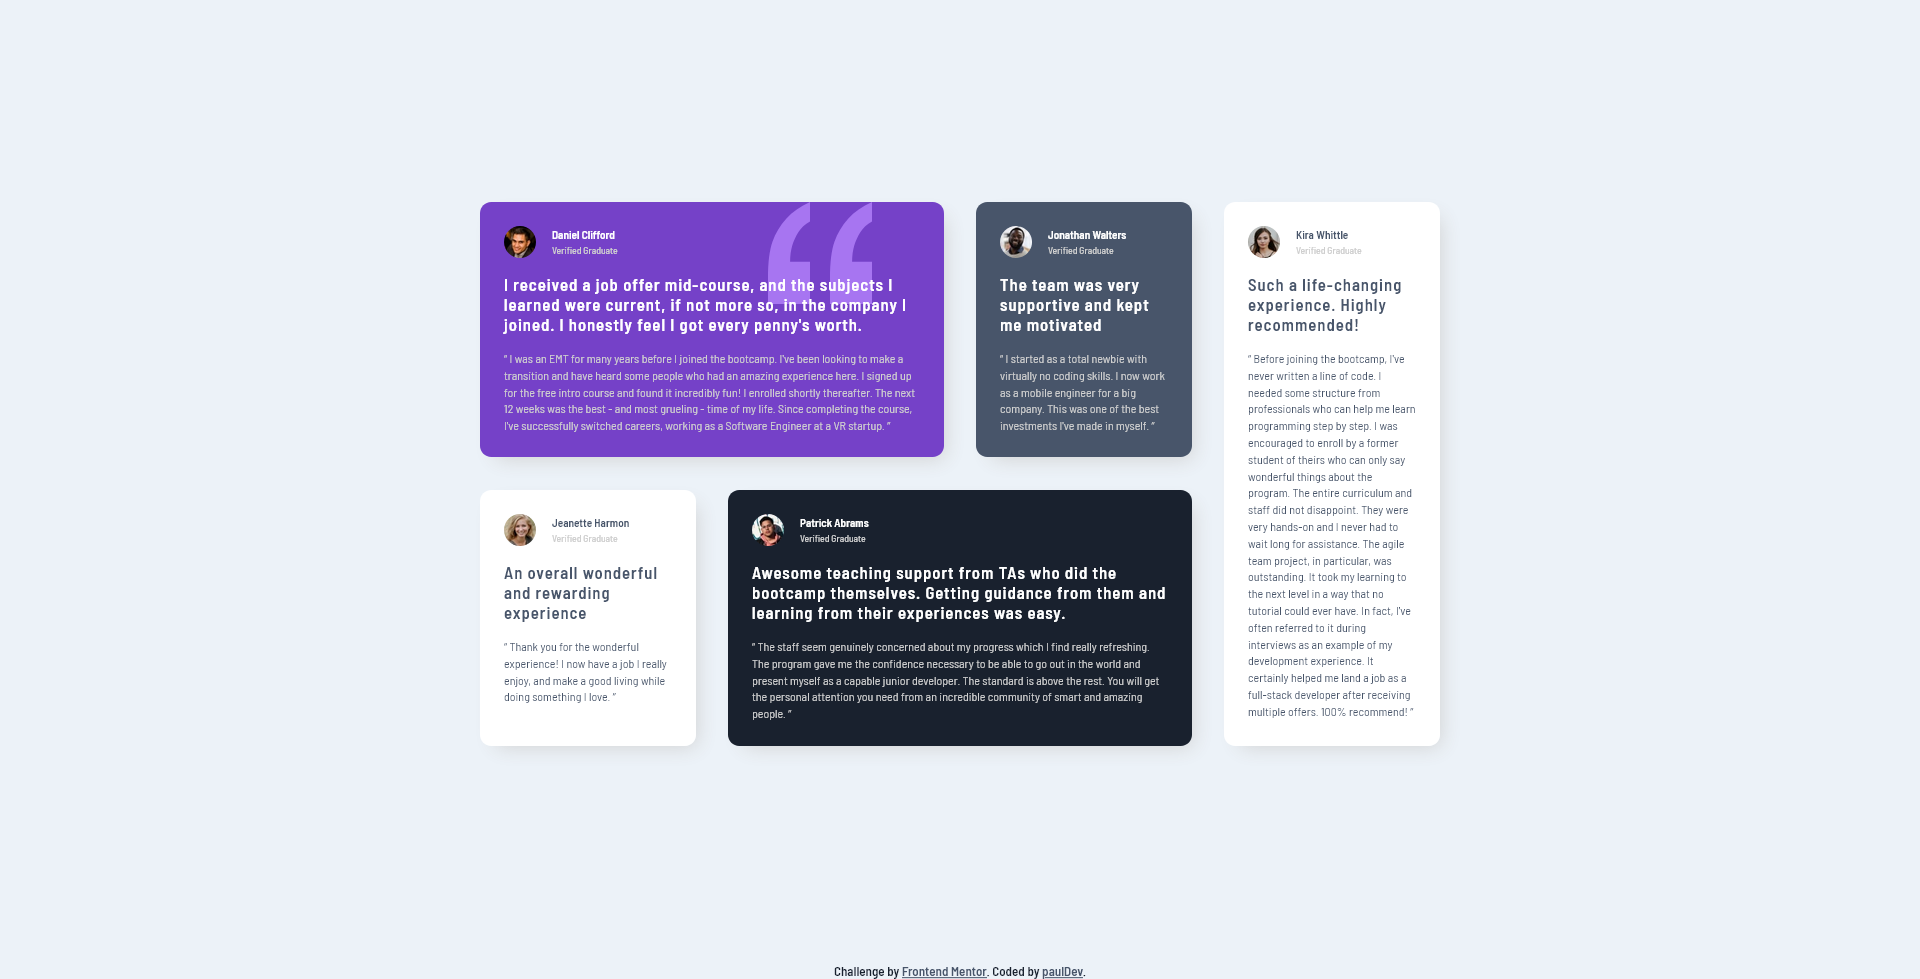 Daniel Clifford
Verified Graduate
I received a job offer mid-course, and the subjects I
learned were current, if not more so, in the company I
joined. I honestly feel I got every penny's worth.
“ I was an EMT for many years before I joined the bootcamp. I've been looking to make a
transition and have heard some people who had an amazing experience here. I signed up
for the free intro course and found it incredibly fun! I enrolled shortly thereafter. The next
12 weeks was the best - and most grueling - time of my life. Since completing the course,
I've successfully switched careers, working as a Software Engineer at a VR startup. ”
Jonathan Walters
Verified Graduate
The team was very
supportive and kept
me motivated
“ I started as a total newbie with
virtually no coding skills. I now work
as a mobile engineer for a big
company. This was one of the best
investments I've made in myself. ”
Kira Whittle
Verified Graduate
Such a life-changing
experience. Highly
recommended!
“ Before joining the bootcamp, I've
never written a line of code. I
needed some structure from
professionals who can help me learn
programming step by step. I was
encouraged to enroll by a former
student of theirs who can only say
wonderful things about the
program. The entire curriculum and
staff did not disappoint. They were
very hands-on and I never had to
wait long for assistance. The agile
team project, in particular, was
outstanding. It took my learning to
the next level in a way that no
tutorial could ever have. In fact, I've
often referred to it during
interviews as an example of my
development experience. It
certainly helped me land a job as a
full-stack developer after receiving
multiple offers. 100% recommend! ”
Jeanette Harmon
Verified Graduate
An overall wonderful
and rewarding
experience
“ Thank you for the wonderful
experience! I now have a job I really
enjoy, and make a good living while
doing something I love. ”
Patrick Abrams
Verified Graduate
Awesome teaching support from TAs who did the
bootcamp themselves. Getting guidance from them and
learning from their experiences was easy.
“ The staff seem genuinely concerned about my progress which I find really refreshing.
The program gave me the confidence necessary to be able to go out in the world and
present myself as a capable junior developer. The standard is above the rest. You will get
the personal attention you need from an incredible community of smart and amazing
people. ”
Challenge by Frontend Mentor. Coded by paulDev.